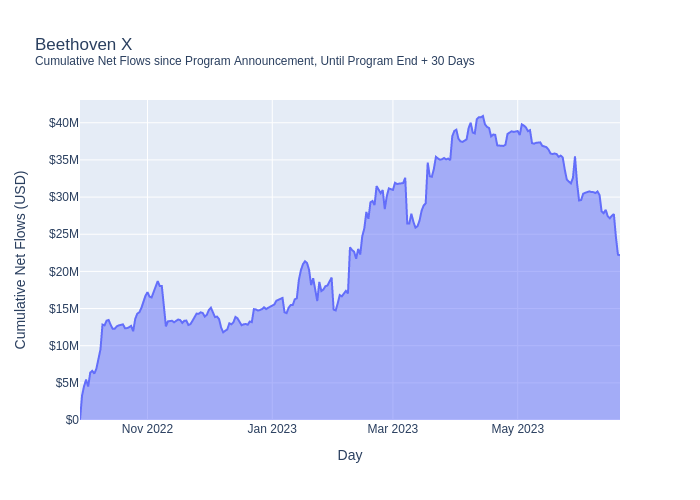 Beethoven X
Cumulative Net Flows since Program Announcement, Until Program End + 30 Days
Cumulative Net Flows (USD)
$40M
$35M
$30M
$25M
$20M
$15M
$10M
$5M
$0
Nov 2022
Jan 2023
Mar 2023
May 2023
Day